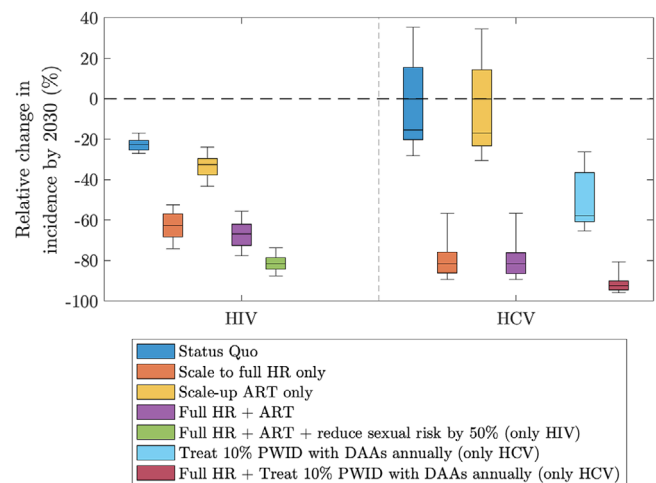 Relative change in
incidence by 2030 (%)
40
20
0
-20
-40
-60
-80
-100
HIV
HCV
Status Quo
Scale to full HR only
Scale-up ART only
Full HR + ART
Full HR + ART + reduce sexual risk by 50% (only HIV)
Treat 10% PWID with DAAs annually (only HCV)
Full HR + Treat 10% PWID with DAAs annually (only HCV)